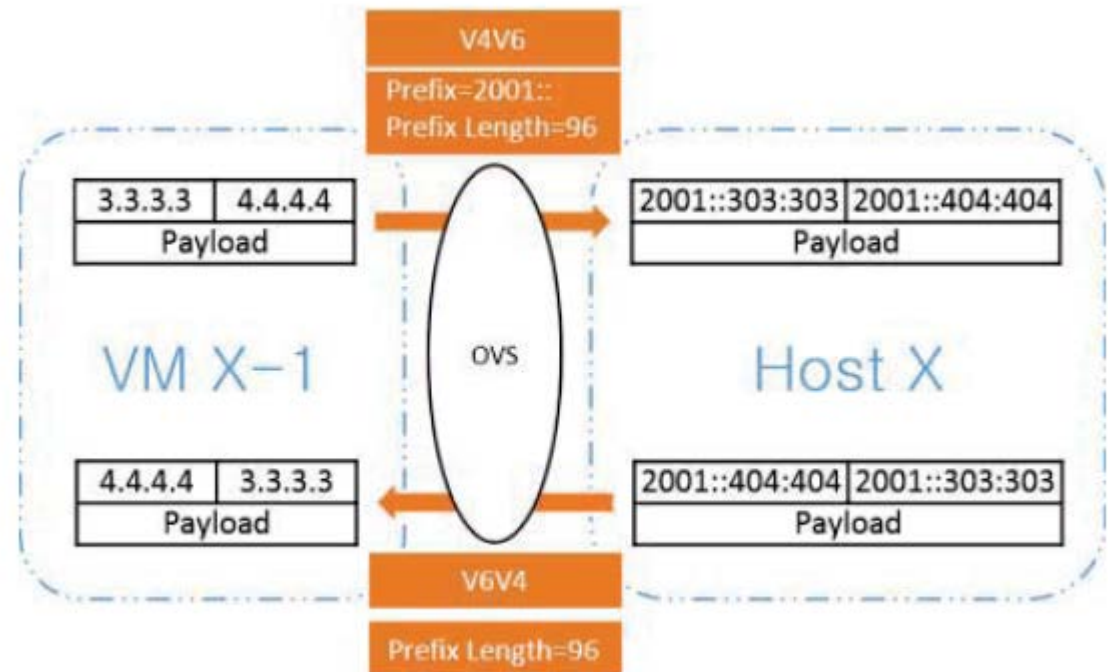 V4V6
Prefix=2001::
Prefix Length=96
3.3.3.3 4.4.4.4
Payload
2001::303:303 2001::404:404
Payload
VM X-1
OVS
Host X
4.4.4.4 3.3.3.3
Payload
2001::404:404 2001::303:303
Payload
V6V4
Prefix Length=96